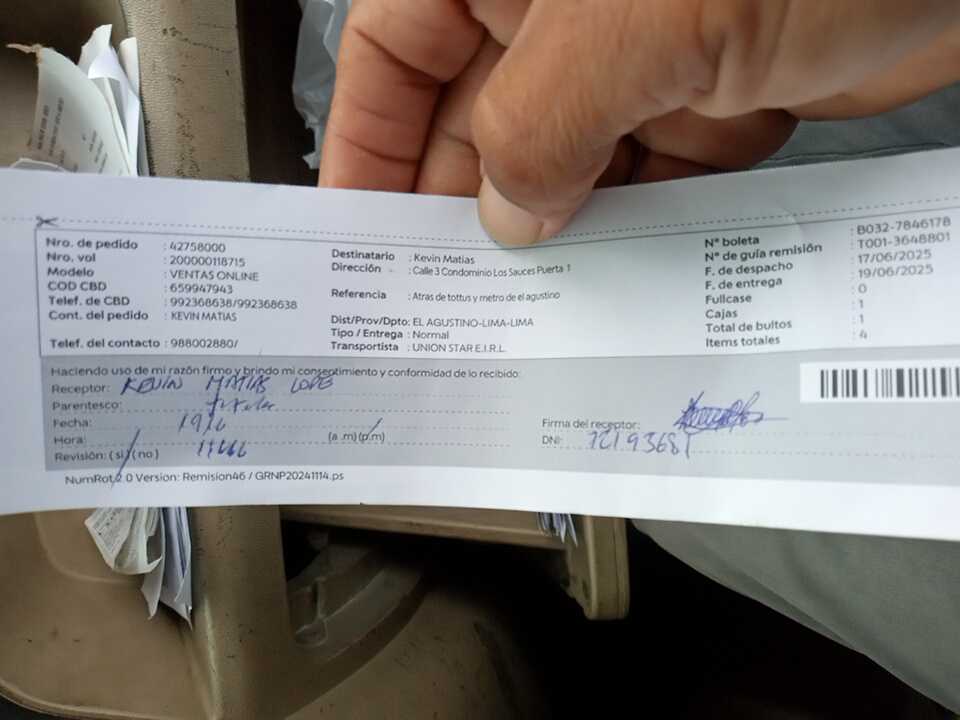 Nro. de pedido : 42758000
Nro. vol : 200000118715
Modelo : VENTAS ONLINE
COD CBD : 659947943
Telef. de CBD : 992368638/992368638
Cont. del pedido : KEVIN MATIAS
Telef. del contacto : 988002880/
Destinatario : Kevin Matias
Dirección : Calle 3 Condominio Los Sauces Puerta 1
Referencia : Atras de tottus y metro de el agustino
Dist/Prov/Dpto: EL AGUSTINO-LIMA-LIMA
Tipo / Entrega : Normal
Transportista : UNION STAR E.I.R.L.
N° boleta : B032-7846178
N° de guía remisión : T001-3648801
F. de despacho : 17/06/2025
F. de entrega : 19/06/2025
Fullcase : 0
Cajas : 1
Total de bultos : 1
Items totales : 4
Haciendo uso de mi razón firmo y brindo mi consentimiento y conformidad de lo recibido:
Receptor: KEVIN MATIAS LOPE
Parentesco: titular
Fecha: 19/6
Hora: (a .m) (p.m)
Revisión: ( si ) ( no )
Firma del receptor:
DNI: 72193681
NumRot 2.0 Version: Remision46 / GRNP20241114.ps